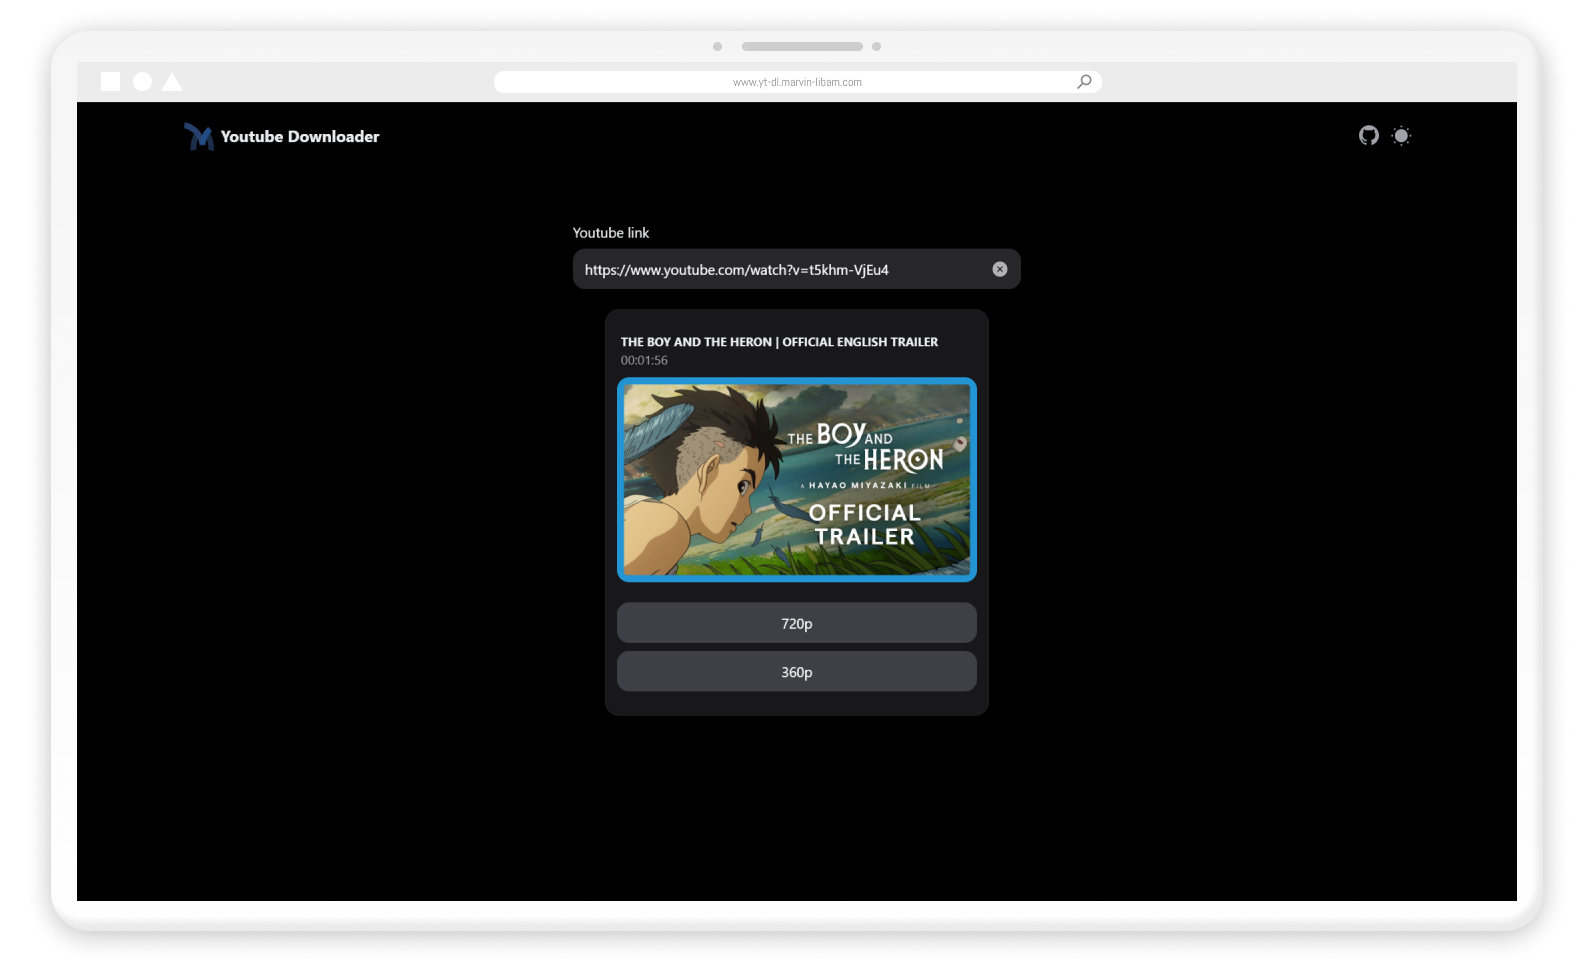 www.yt-dl.marvin-libam.com
Youtube Downloader
Youtube link
https://www.youtube.com/watch?v=t5khm-VjEu4
THE BOY AND THE HERON | OFFICIAL ENGLISH TRAILER
00:01:56
THE BOY AND
THE HERON
A HAYAO MIYAZAKI FILM
OFFICIAL
TRAILER
720p
360p